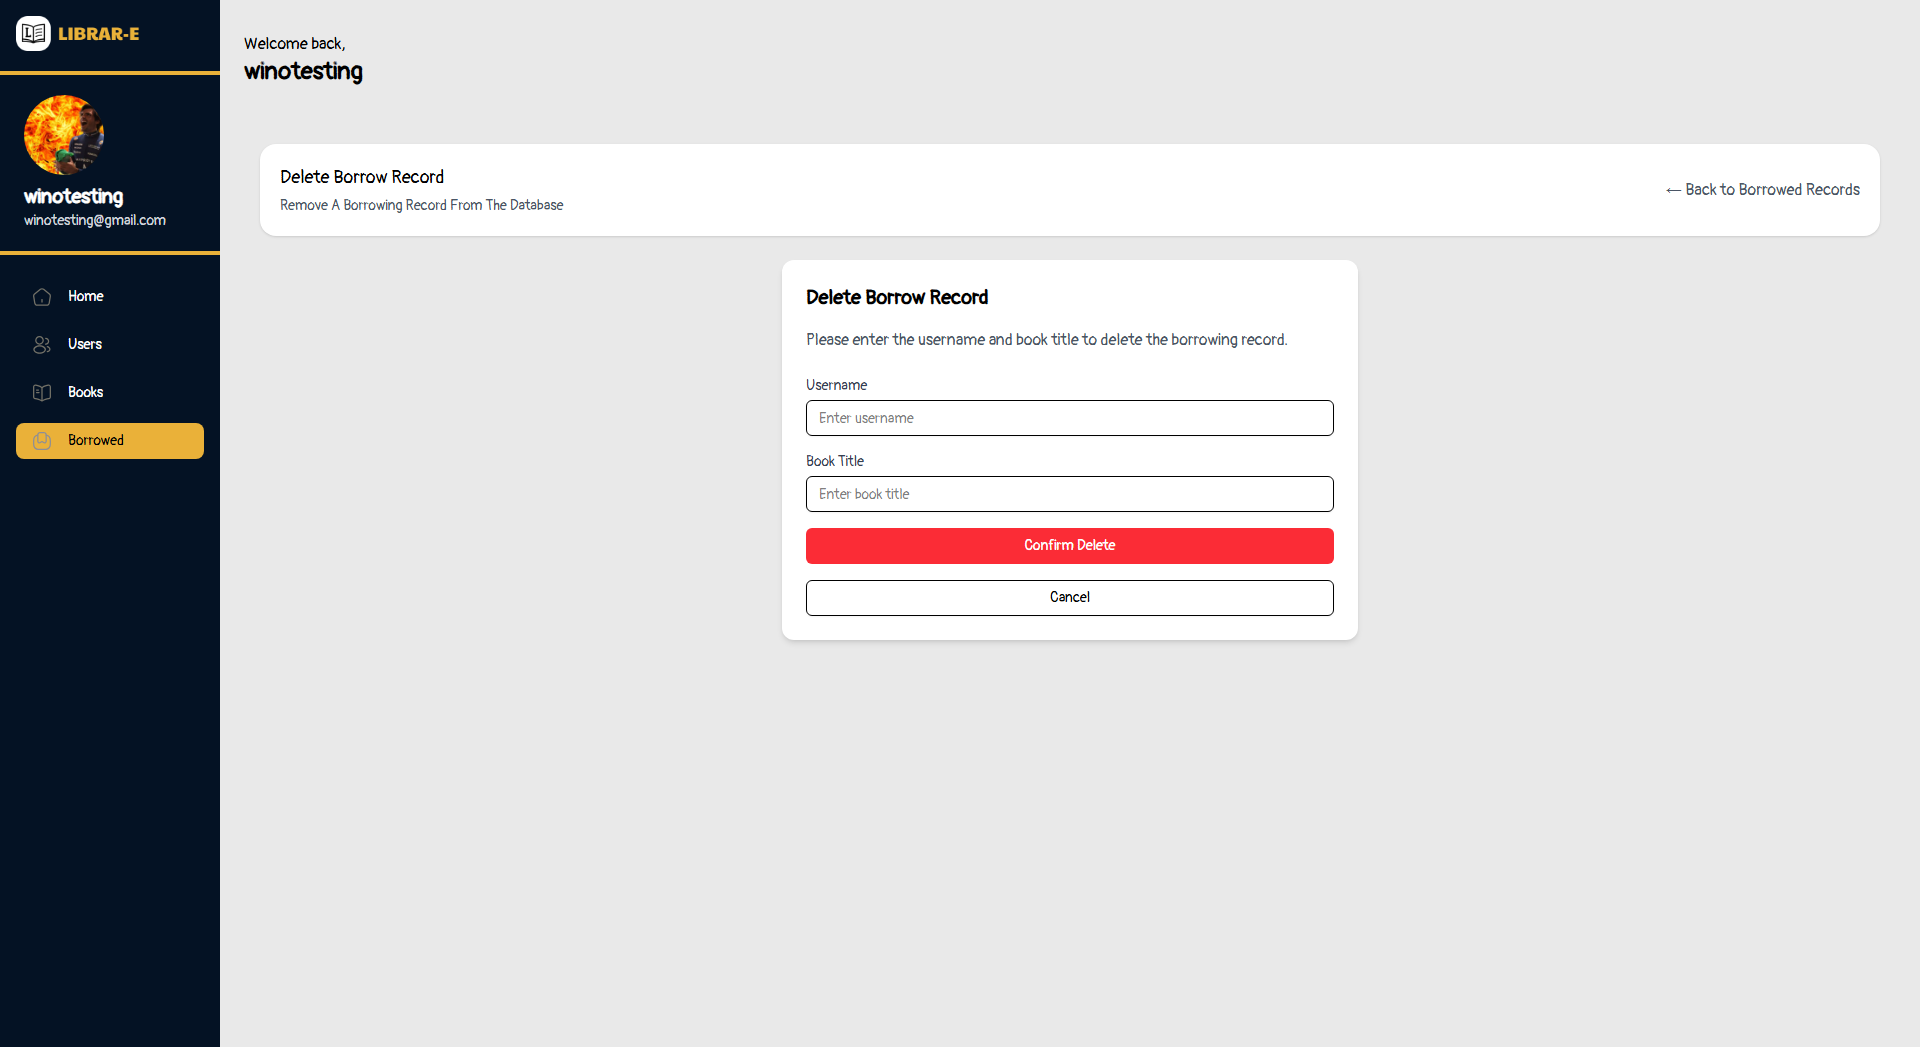 LIBRAR-E
winotesting
winotesting@gmail.com
Home
Users
Books
Borrowed
Welcome back,
winotesting
Delete Borrow Record
Remove A Borrowing Record From The Database
← Back to Borrowed Records
Delete Borrow Record
Please enter the username and book title to delete the borrowing record.
Username
Enter username
Book Title
Enter book title
Confirm Delete
Cancel